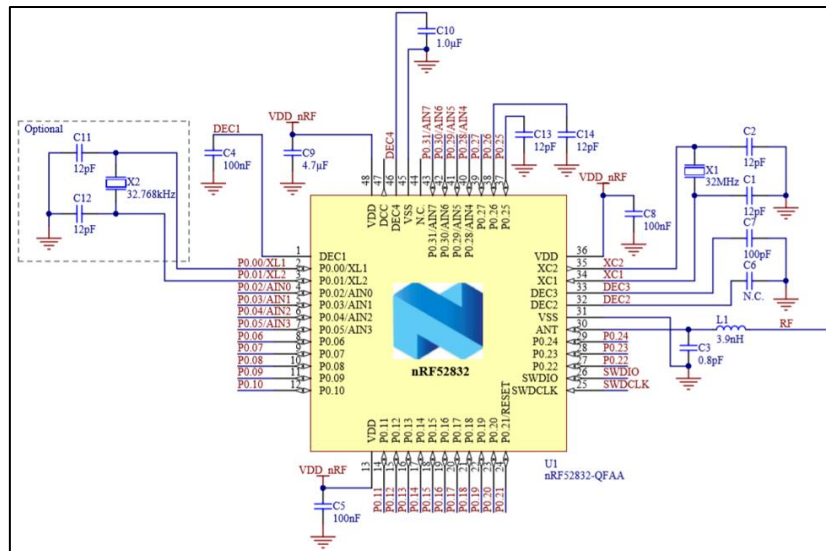 C10
1.0µF
Optional
C11
12pF
X2
32.768kHz
C12
12pF
DEC1
C4
100nF
VDD_nRF
C9
4.7µF
DEC4
P0.31/AIN7
P0.30/AIN6
P0.29/AIN5
P0.28/AIN4
P0.27
P0.26
P0.25
C13
12pF
C14
12pF
C2
12pF
X1
32MHz
C1
12pF
VDD_nRF
C8
100nF
C7
100pF
C6
N.C.
48
47
46
45
44
43
42
41
40
39
38
37
VDD
DCC
DEC4
VSS
N.C.
P0.31/AIN7
P0.30/AIN6
P0.29/AIN5
P0.28/AIN4
P0.27
P0.26
P0.25
1 DEC1
P0.00/XL1 2 P0.00/XL1
P0.01/XL2 3 P0.01/XL2
P0.02/AIN0 4 P0.02/AIN0
P0.03/AIN1 5 P0.03/AIN1
P0.04/AIN2 6 P0.04/AIN2
P0.05/AIN3 7 P0.05/AIN3
P0.06 8 P0.06
P0.07 9 P0.07
P0.08 10 P0.08
P0.09 11 P0.09
P0.10 12 P0.10
VDD 36
XC2 35 XC2
XC1 34 XC1
DEC3 33 DEC3
DEC2 32 DEC2
VSS 31
ANT 30
P0.24 29 P0.24
P0.23 28 P0.23
P0.22 27 P0.22
SWDIO 26 SWDIO
SWDCLK 25 SWDCLK
L1
3.9nH
RF
C3
0.8pF
nRF52832
VDD
P0.11
P0.12
P0.13
P0.14
P0.15
P0.16
P0.17
P0.18
P0.19
P0.20
P0.21/RESET
13
14
15
16
17
18
19
20
21
22
23
24
U1
nRF52832-QFAA
VDD_nRF
C5
100nF
P0.11
P0.12
P0.13
P0.14
P0.15
P0.16
P0.17
P0.18
P0.19
P0.20
P0.21